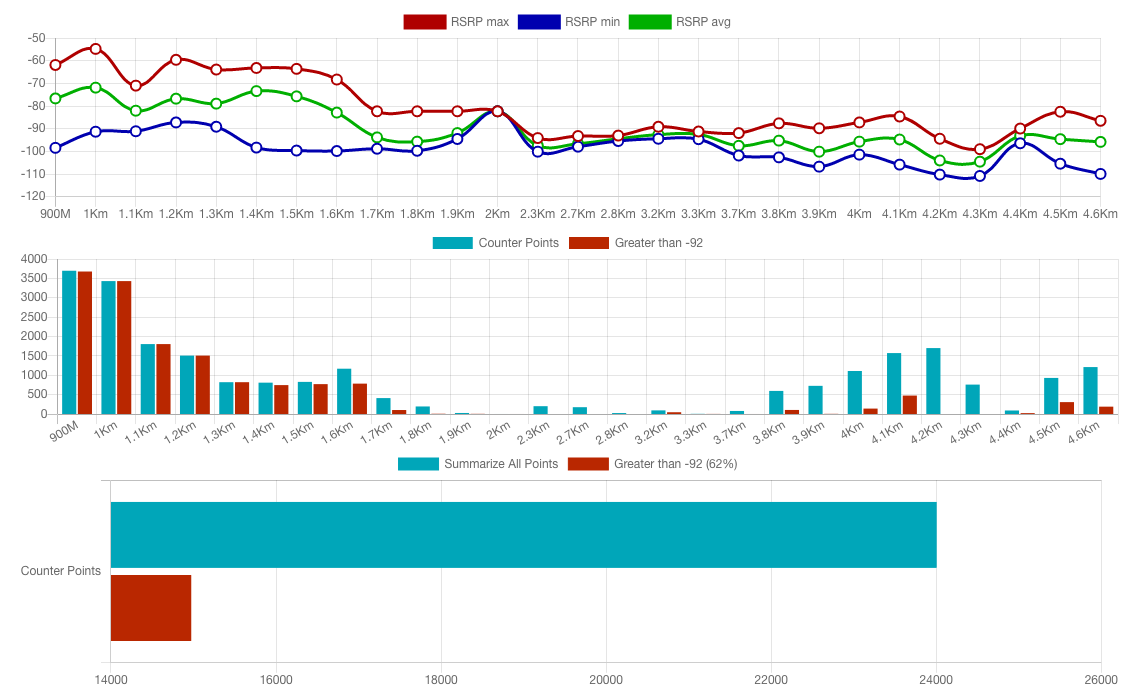 RSRP max RSRP min RSRP avg
-50
-60
-70
-80
-90
-100
-110
-120
900M 1Km 1.1Km 1.2Km 1.3Km 1.4Km 1.5Km 1.6Km 1.7Km 1.8Km 1.9Km 2Km 2.3Km 2.7Km 2.8Km 3.2Km 3.3Km 3.7Km 3.8Km 3.9Km 4Km 4.1Km 4.2Km 4.3Km 4.4Km 4.5Km 4.6Km
Counter Points Greater than -92
4000
3500
3000
2500
2000
1500
1000
500
0
900M 1Km 1.1Km 1.2Km 1.3Km 1.4Km 1.5Km 1.6Km 1.7Km 1.8Km 1.9Km 2Km 2.3Km 2.7Km 2.8Km 3.2Km 3.3Km 3.7Km 3.8Km 3.9Km 4Km 4.1Km 4.2Km 4.3Km 4.4Km 4.5Km 4.6Km
Summarize All Points Greater than -92 (62%)
Counter Points
14000 16000 18000 20000 22000 24000 26000